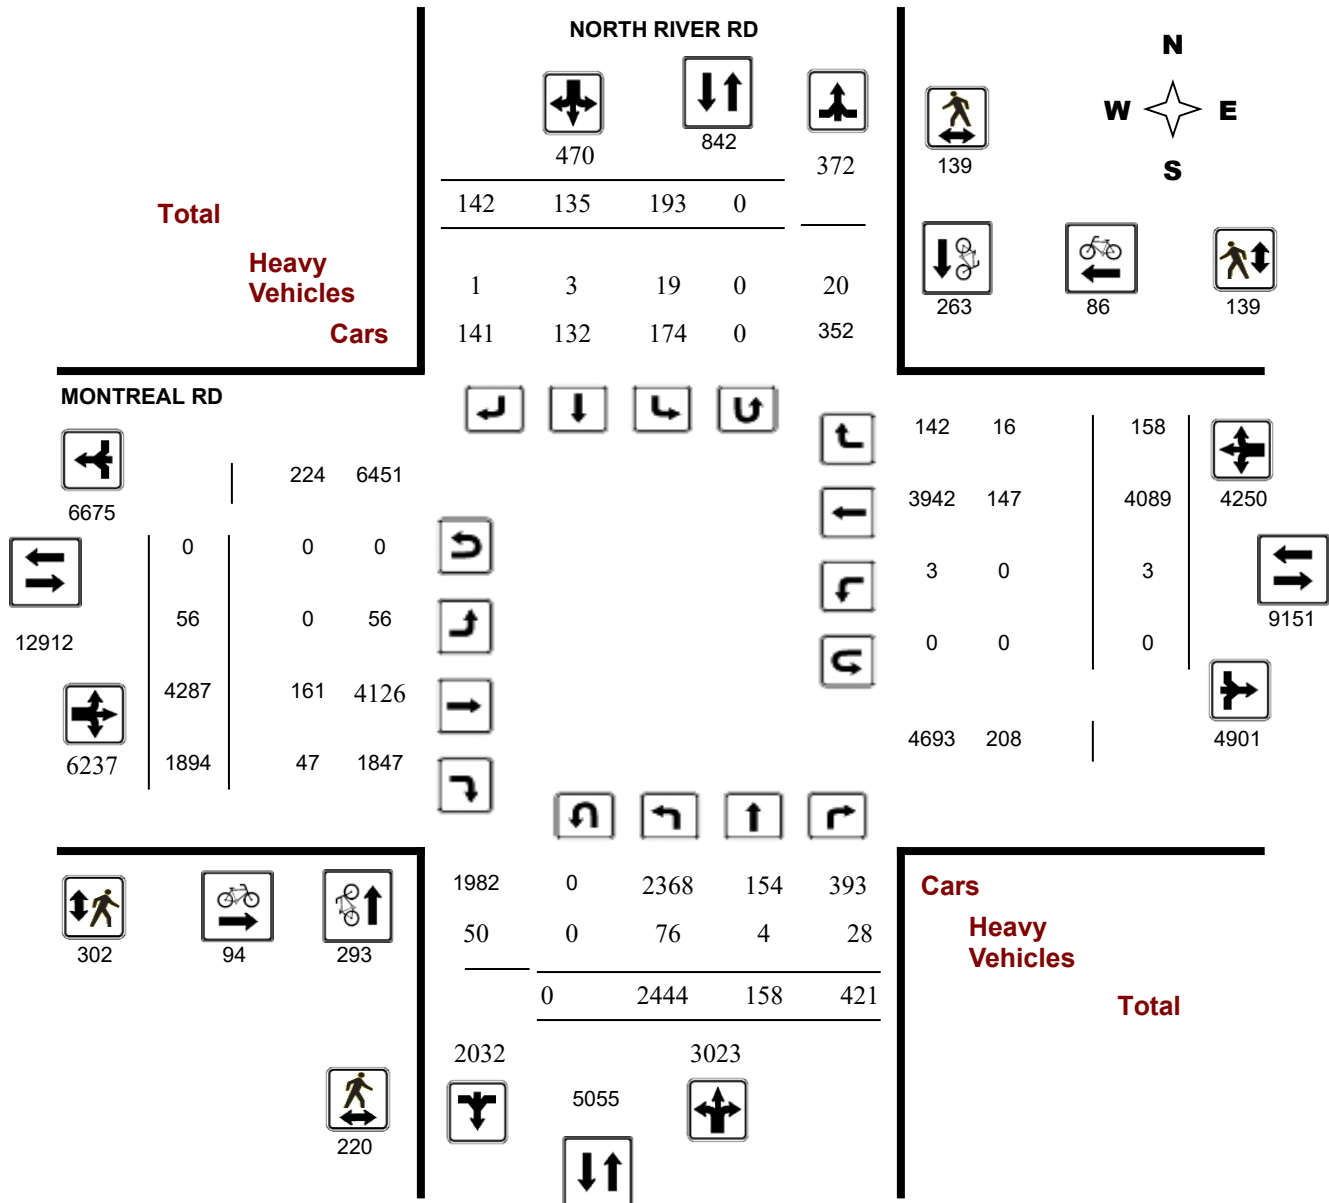 NORTH RIVER RD
N
W E
S
470
842
372
139
Total
142 135 193 0
Heavy
Vehicles
1 3 19 0 20
263 86 139
Cars
141 132 174 0 352
MONTREAL RD
142 16 158
224 6451
6675
3942 147 4089 4250
0 0 0
3 0 3
9151
56 0 56
12912
0 0 0
4287 161 4126
4693 208 4901
6237 1894 47 1847
1982 0 2368 154 393
Cars
50 0 76 4 28
Heavy
Vehicles
302 94 293
0 2444 158 421
Total
2032 3023
5055
220